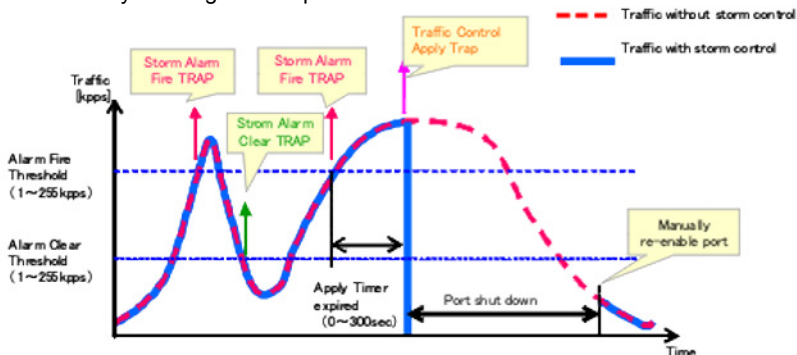 Traffic without storm control
Traffic with storm control
Traffic Control
Apply Trap
Storm Alarm
Fire TRAP
Storm Alarm
Fire TRAP
Strom Alarm
Clear TRAP
Traffic
[kpps]
Alarm Fire
Threshold
(1～255kpps)
Alarm Clear
Threshold
(1～255kpps)
Manually
re-enable port
Apply Timer
expired
(0～300sec)
Port shut down
Time